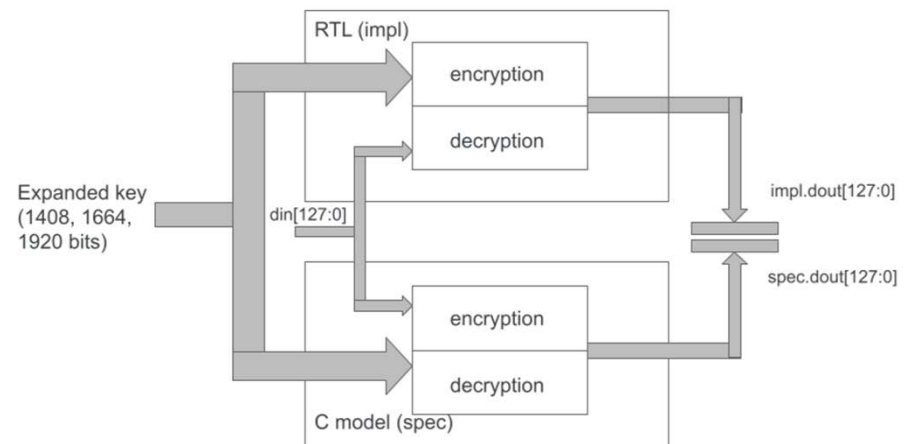 RTL (impl)
encryption
decryption
Expanded key
(1408, 1664,
1920 bits)
din[127:0]
impl.dout[127:0]
spec.dout[127:0]
encryption
decryption
C model (spec)